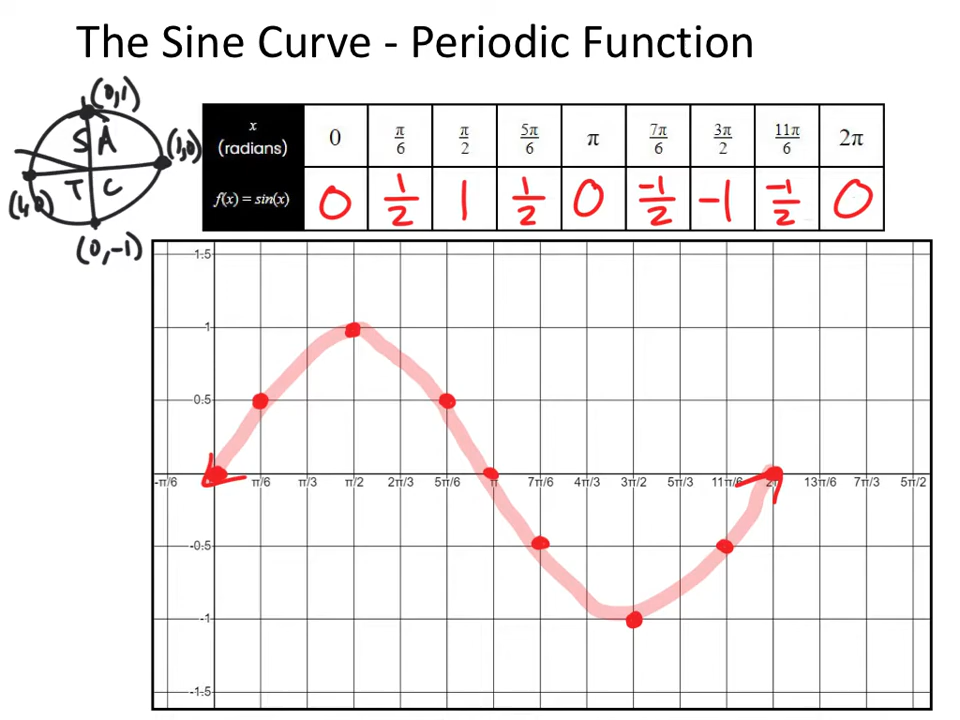 The Sine Curve - Periodic Function
(0,1)
S A
(1,0)
T C
(0,-1)
x (radians) 0 π/6 π/2 5π/6 π 7π/6 3π/2 11π/6 2π
f(x) = sin(x) 0 1/2 1 1/2 0 -1/2 -1 -1/2 0
1.5
1
0.5
-π/6 π/6 π/3 π/2 2π/3 5π/6 π 7π/6 4π/3 3π/2 5π/3 11π/6 2π 13π/6 7π/3 5π/2
-0.5
-1
-1.5